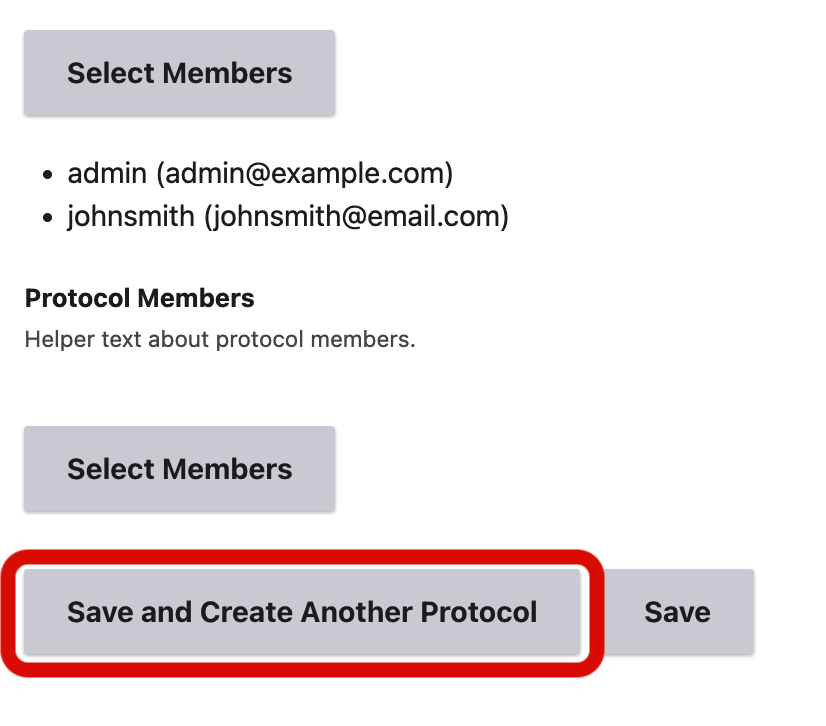 Select Members
admin (admin@example.com)
johnsmith (johnsmith@email.com)
Protocol Members
Helper text about protocol members.
Select Members
Save and Create Another Protocol Save